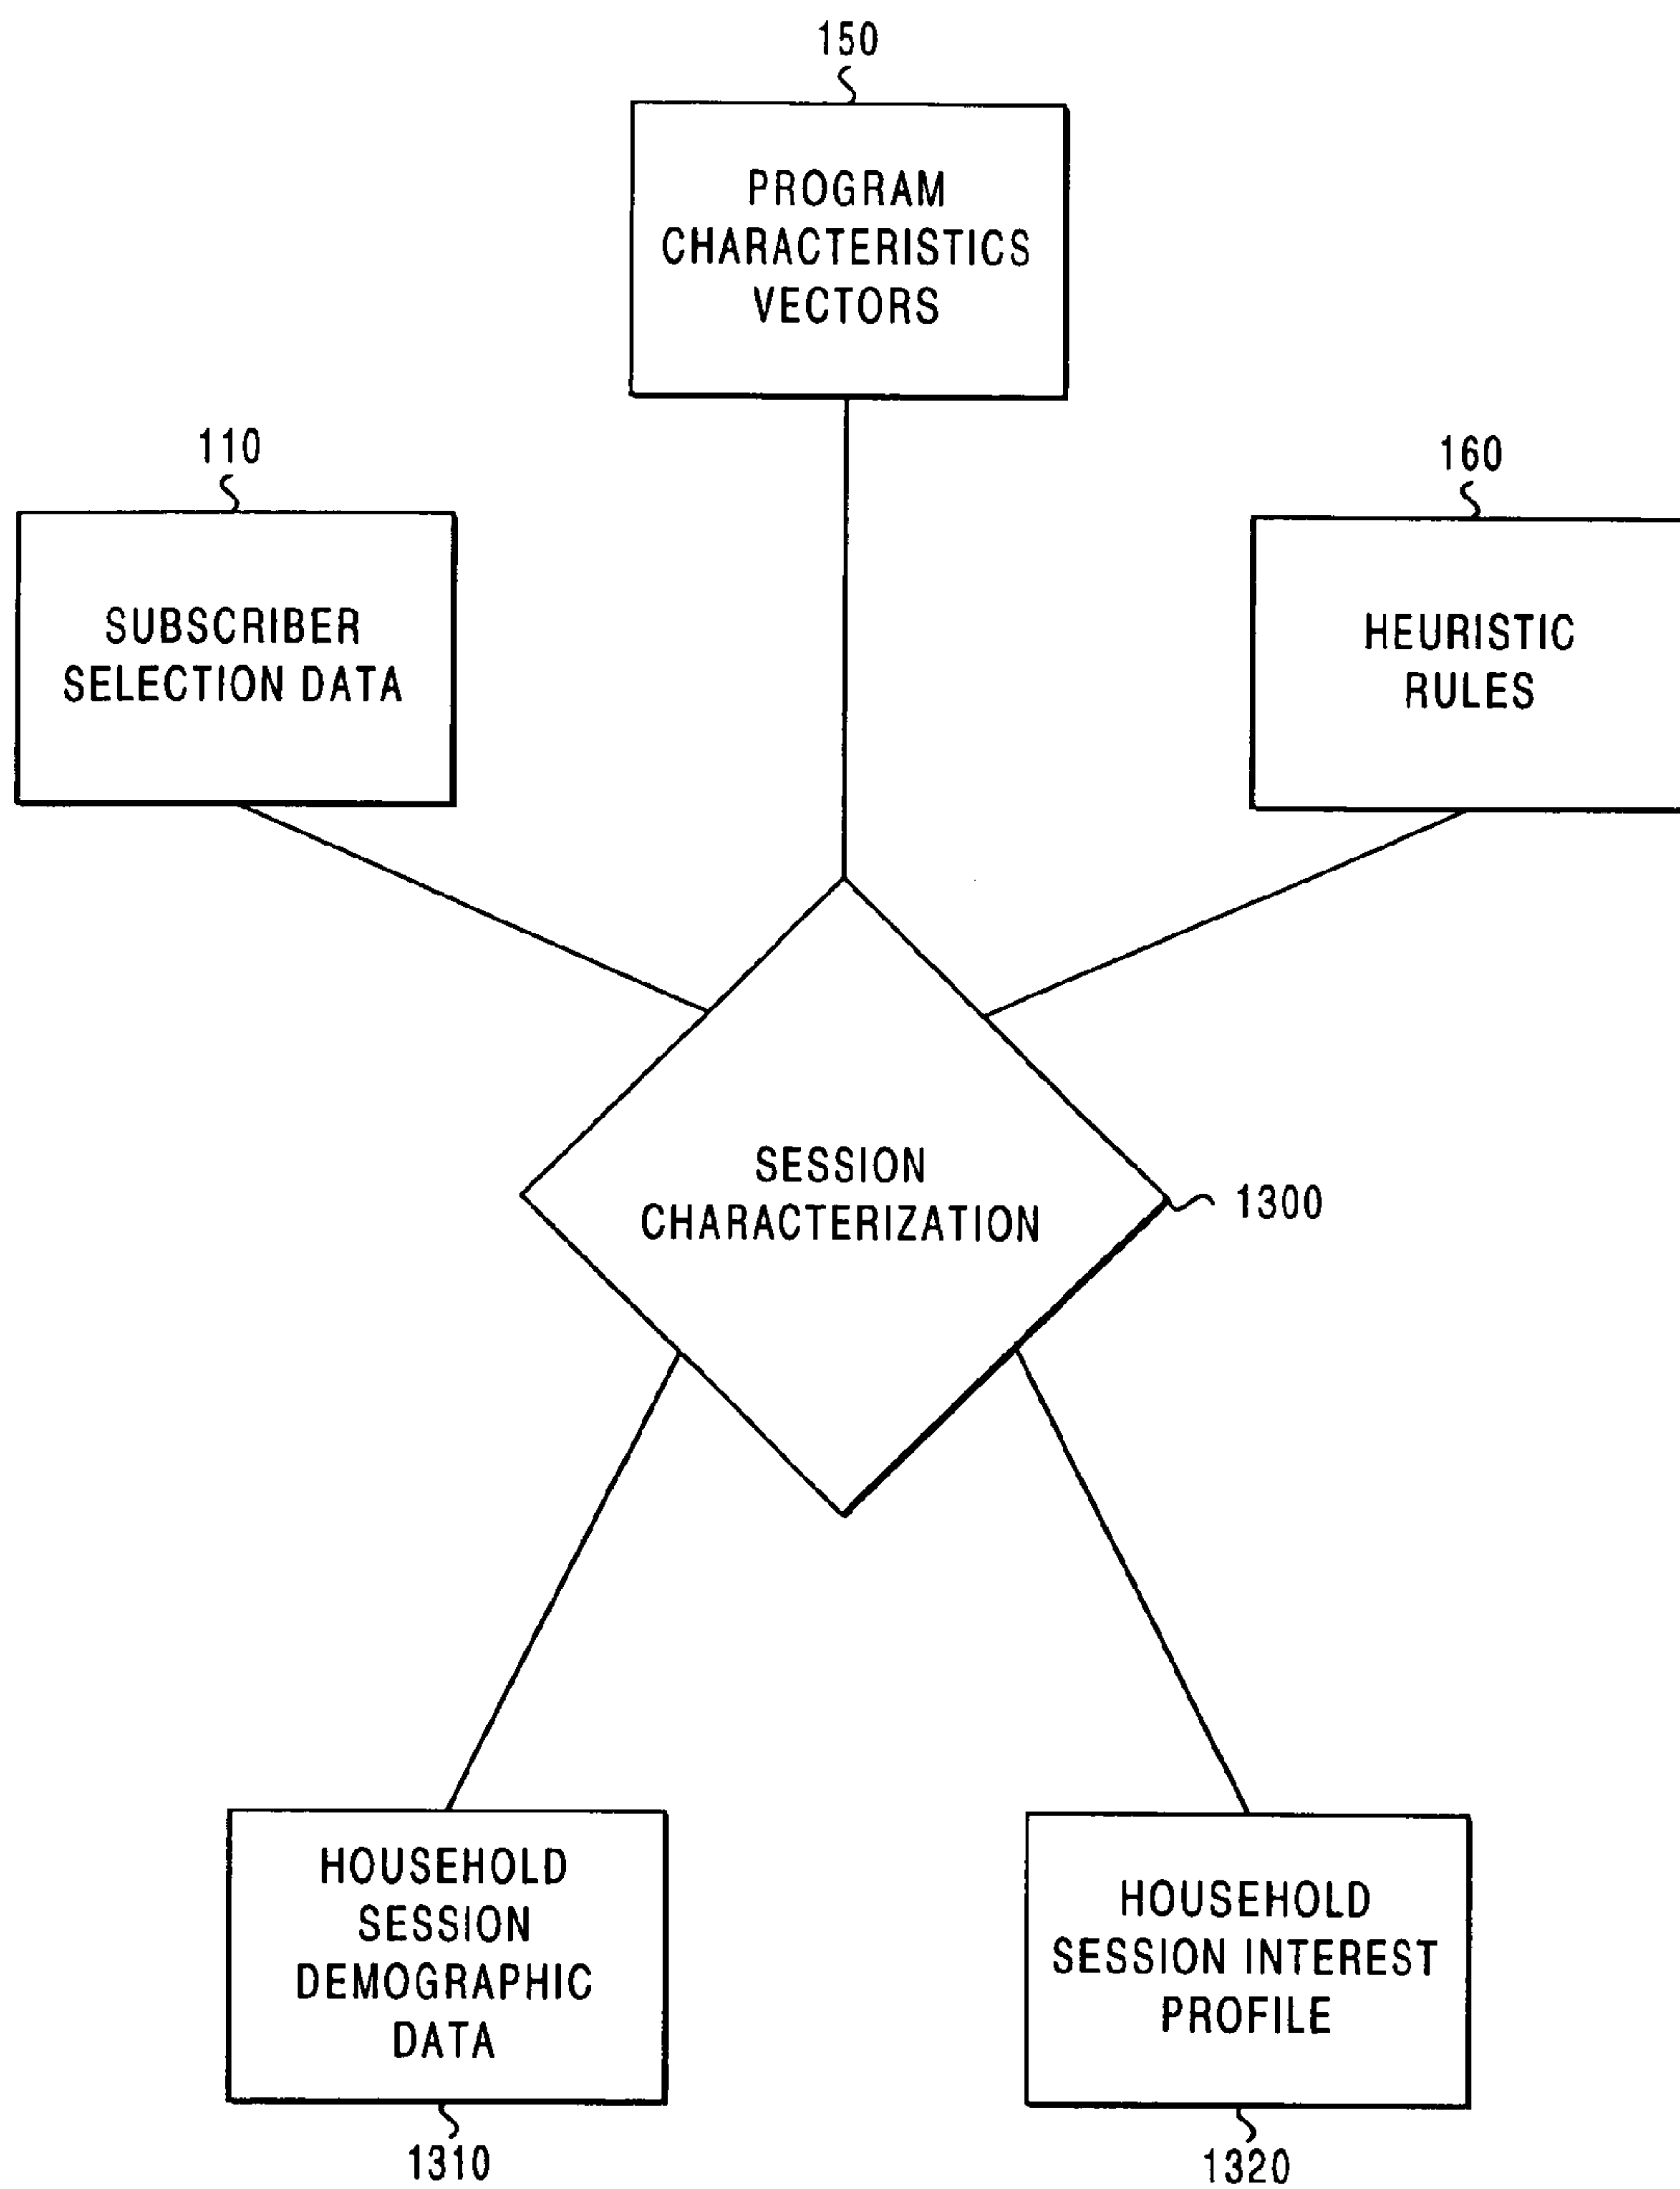 150
PROGRAM
CHARACTERISTICS
VECTORS
110
SUBSCRIBER
SELECTION DATA
160
HEURISTIC
RULES
SESSION
CHARACTERIZATION
1300
HOUSEHOLD
SESSION
DEMOGRAPHIC
DATA
1310
HOUSEHOLD
SESSION INTEREST
PROFILE
1320